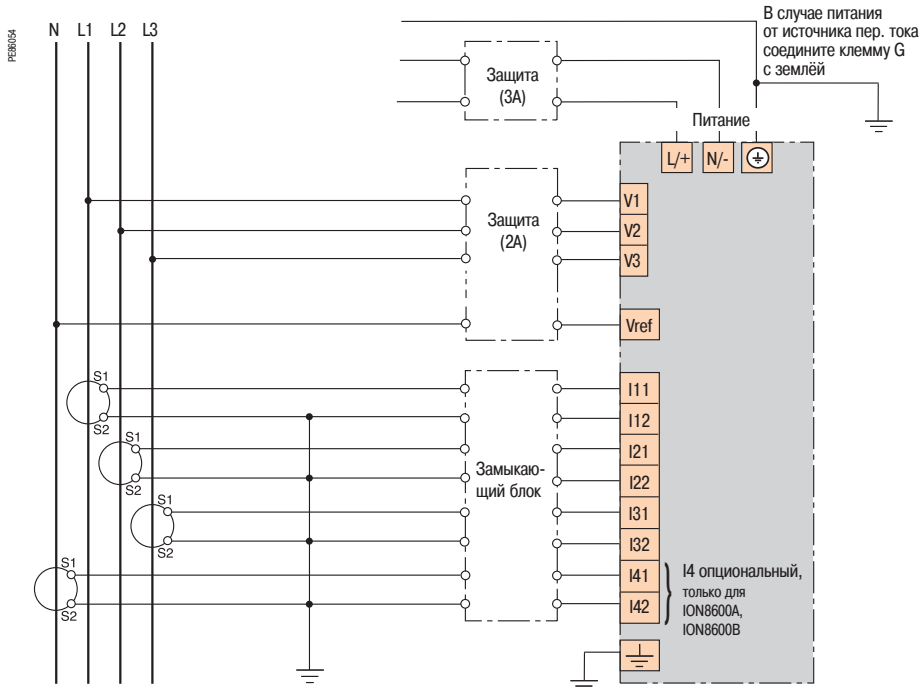 PE86054
N L1 L2 L3
В случае питания
от источника пер. тока
соедините клемму G
с землёй
Защита
(3А)
Питание
L/+ N/-
Защита
(2А)
V1
V2
V3
Vref
S1
S2
S1
S2
S1
S2
S1
S2
Замыкаю-
щий блок
I11
I12
I21
I22
I31
I32
I41
I42
I4 опциональный,
только для
ION8600A,
ION8600B